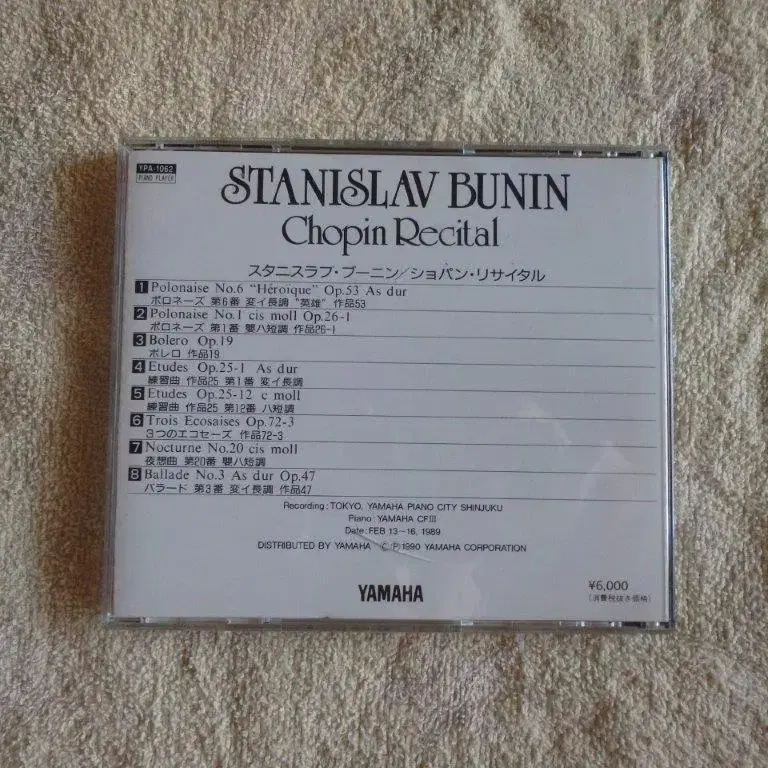 YPA-1062
PIANO PLAYER
STANISLAV BUNIN
Chopin Recital
スタニスラブ・ブーニン/ショパン・リサイタル
1 Polonaise No.6 "Héroique" Op.53 As dur
ポロネーズ 第6番 変イ長調 "英雄" 作品53
2 Polonaise No.1 cis moll Op.26-1
ポロネーズ 第1番 嬰ハ短調 作品26-1
3 Bolero Op.19
ボレロ 作品19
4 Etudes Op.25-1 As dur
練習曲 作品25 第1番 変イ長調
5 Etudes Op.25-12 c moll
練習曲 作品25 第12番 ハ短調
6 Trois Ecosaises Op.72-3
3つのエコセーズ 作品72-3
7 Nocturne No.20 cis moll
夜想曲 第20番 嬰ハ短調
8 Ballade No.3 As dur Op.47
バラード 第3番 変イ長調 作品47
Recording: TOKYO, YAMAHA PIANO CITY SHINJUKU
Piano: YAMAHA CFIII
Date: FEB 13~16, 1989
DISTRIBUTED BY YAMAHA Ⓒ Ⓟ 1990 YAMAHA CORPORATION
YAMAHA
¥6,000
(消費税抜き価格)